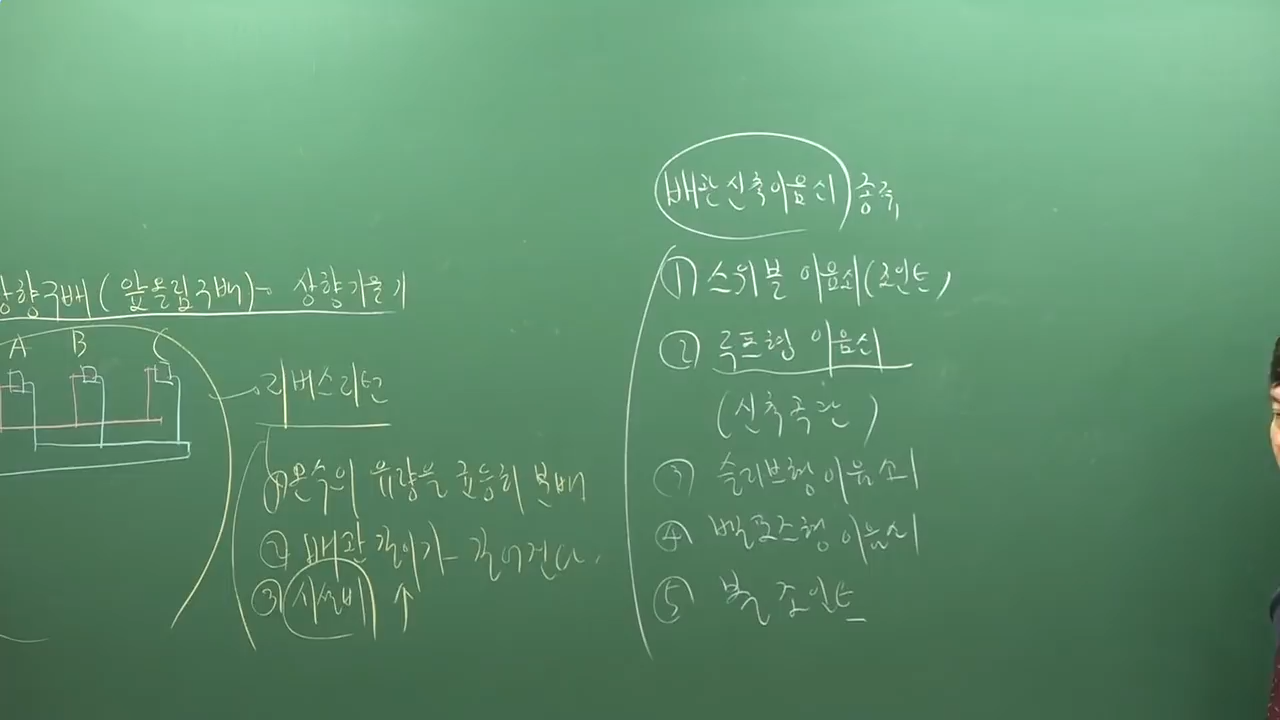 상향구배(앞올림구배)- 상향기울기
A B C
리버스리턴
① 온수의 유량을 균등히 분배
② 배관 길이가 길어진다.
③ 시설비 ↑
배관신축이음쇠 종류
① 스위블 이음쇠(조인트)
② 루프형 이음쇠
(신축곡관)
③ 슬리브형이음쇠
④ 벨로즈형 이음쇠
⑤ 볼조인트